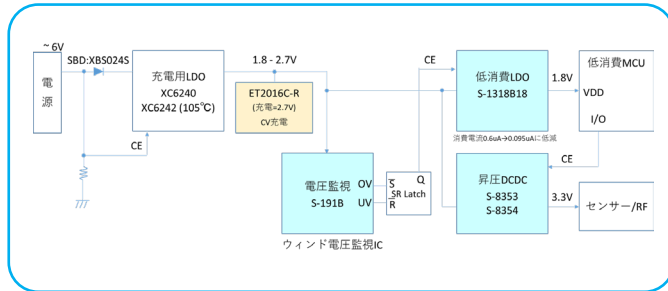 ~ 6V
SBD:XBS024S
電
源
充電用LDO
XC6240
XC6242 (105℃)
CE
1.8 - 2.7V
ET2016C-R
(充電=2.7V)
CV充電
CE
低消費LDO
S-1318B18
消費電流0.6uA→0.095uAに低減
1.8V
低消費MCU
VDD
I/O
CE
電圧監視
S-191B
OV
UV
S
Q
SR Latch
R
ウィンド電圧監視IC
昇圧DCDC
S-8353
S-8354
3.3V
センサー/RF